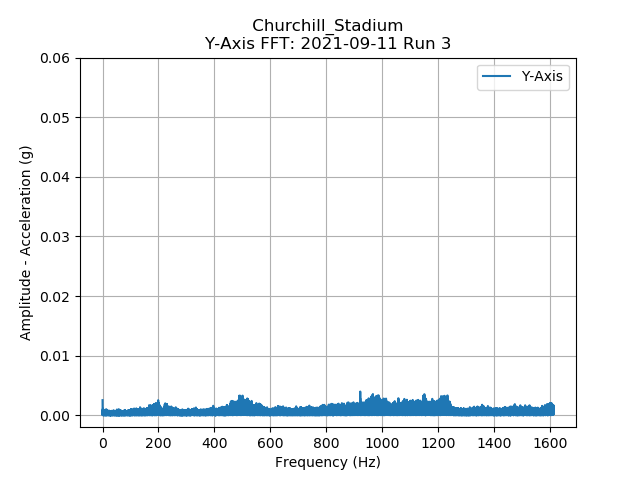 Churchill_Stadium
Y-Axis FFT: 2021-09-11 Run 3
Y-Axis
Amplitude - Acceleration (g)
0.06
0.05
0.04
0.03
0.02
0.01
0.00
0 200 400 600 800 1000 1200 1400 1600
Frequency (Hz)